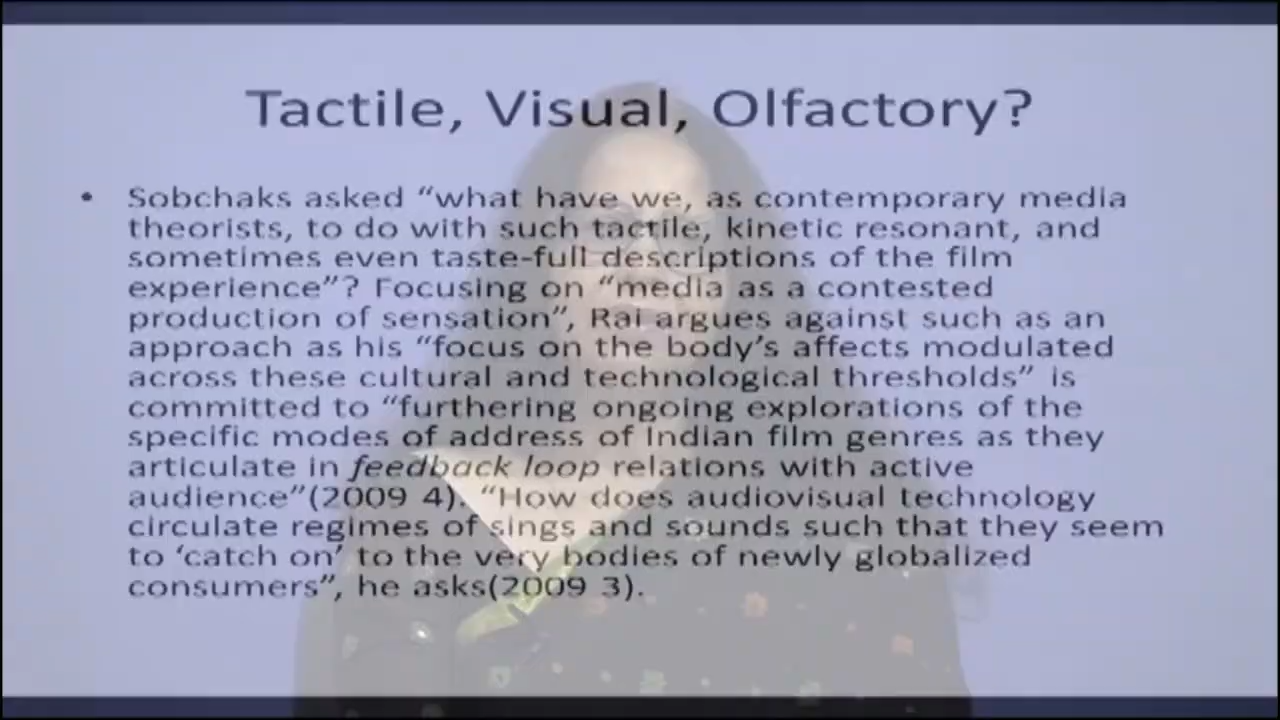 Tactile, Visual, Olfactory?
• Sobchaks asked “what have we, as contemporary media
theorists, to do with such tactile, kinetic resonant, and
sometimes even taste-full descriptions of the film
experience”? Focusing on “media as a contested
production of sensation”, Rai argues against such as an
approach as his “focus on the body’s affects modulated
across these cultural and technological thresholds” is
committed to “furthering ongoing explorations of the
specific modes of address of Indian film genres as they
articulate in feedback loop relations with active
audience”(2009 4). “How does audiovisual technology
circulate regimes of sings and sounds such that they seem
to ‘catch on’ to the very bodies of newly globalized
consumers”, he asks(2009 3).